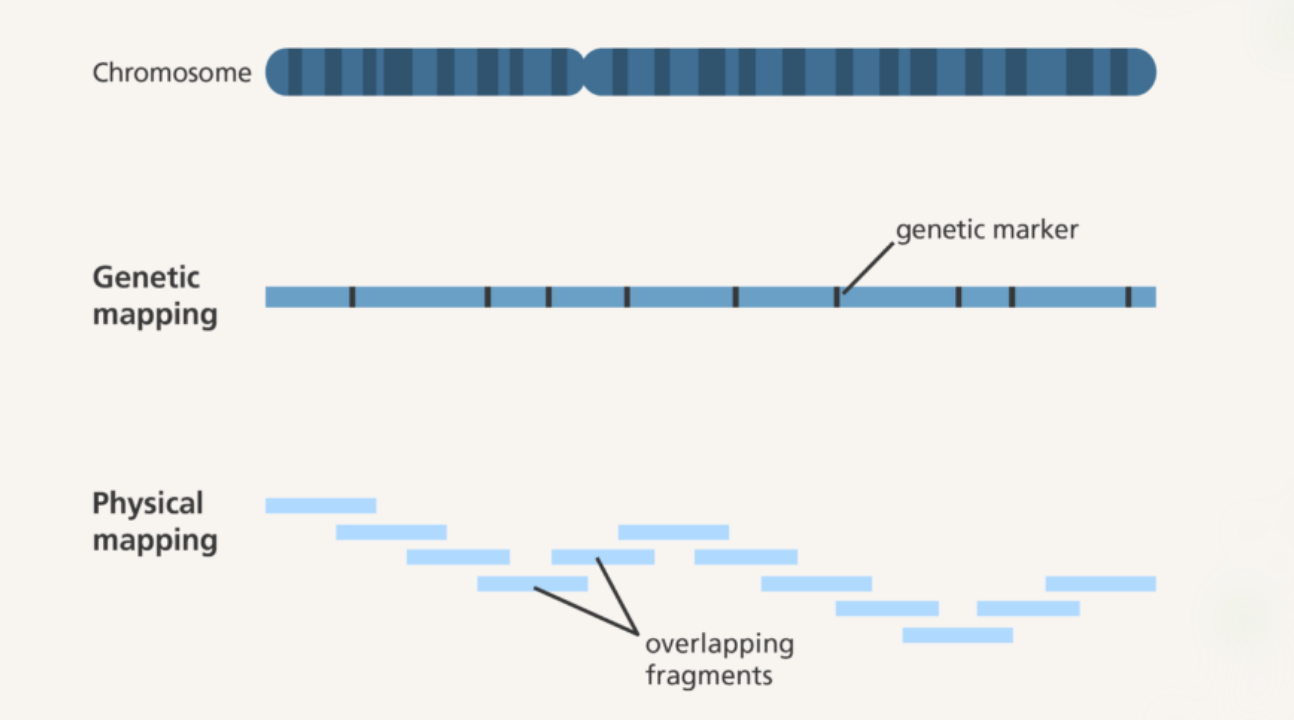 Chromosome
genetic marker
Genetic
mapping
Physical
mapping
overlapping
fragments